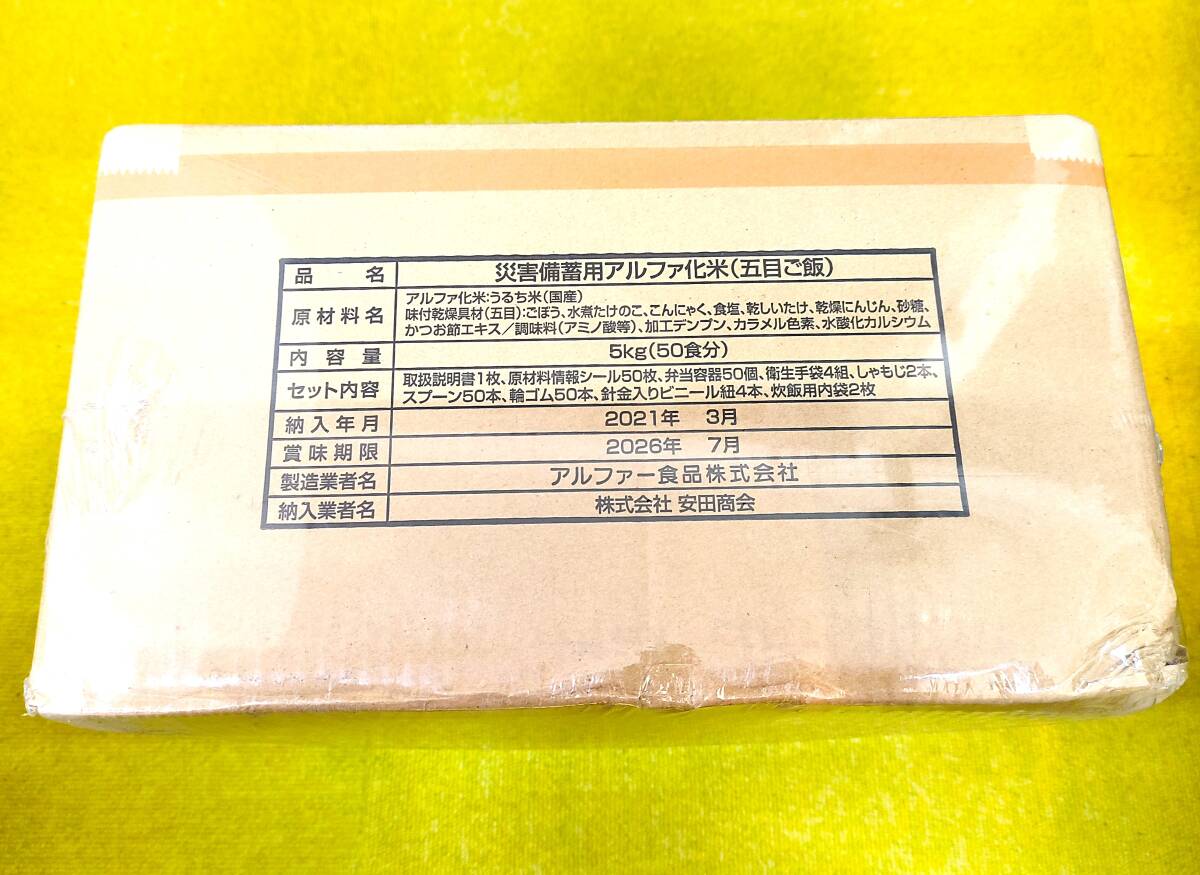 品名 災害備蓄用アルファ化米(五目ご飯)
原材料名 アルファ化米:うるち米(国産)
味付乾燥具材(五目):ごぼう、水煮たけのこ、こんにゃく、食塩、乾しいたけ、乾燥にんじん、砂糖、
かつお節エキス/調味料(アミノ酸等)、加工デンプン、カラメル色素、水酸化カルシウム
内容量 5kg(50食分)
セット内容 取扱説明書1枚、原材料情報シール50枚、弁当容器50個、衛生手袋4組、しゃもじ2本、
スプーン50本、輪ゴム50本、針金入りビニール紐4本、炊飯用内袋2枚
納入年月 2021年 3月
賞味期限 2026年 7月
製造業者名 アルファー食品株式会社
納入業者名 株式会社 安田商会